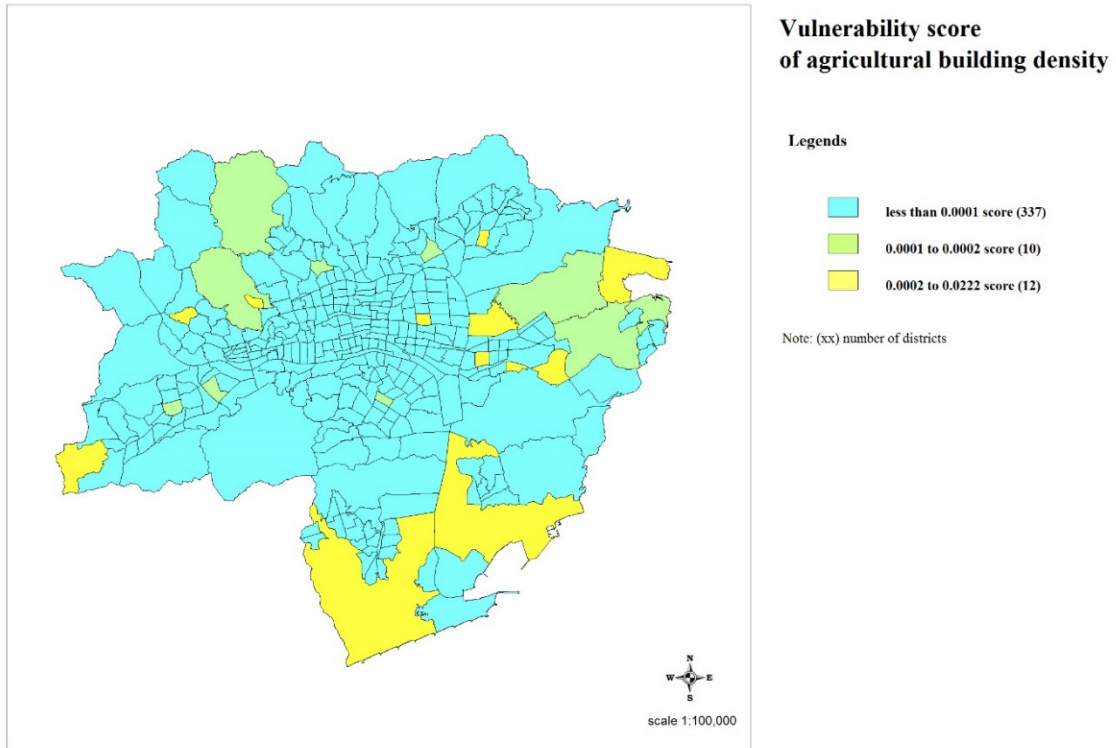 Vulnerability score
of agricultural building density
Legends
less than 0.0001 score (337)
0.0001 to 0.0002 score (10)
0.0002 to 0.0222 score (12)
Note: (xx) number of districts
N
W E
S
scale 1:100,000